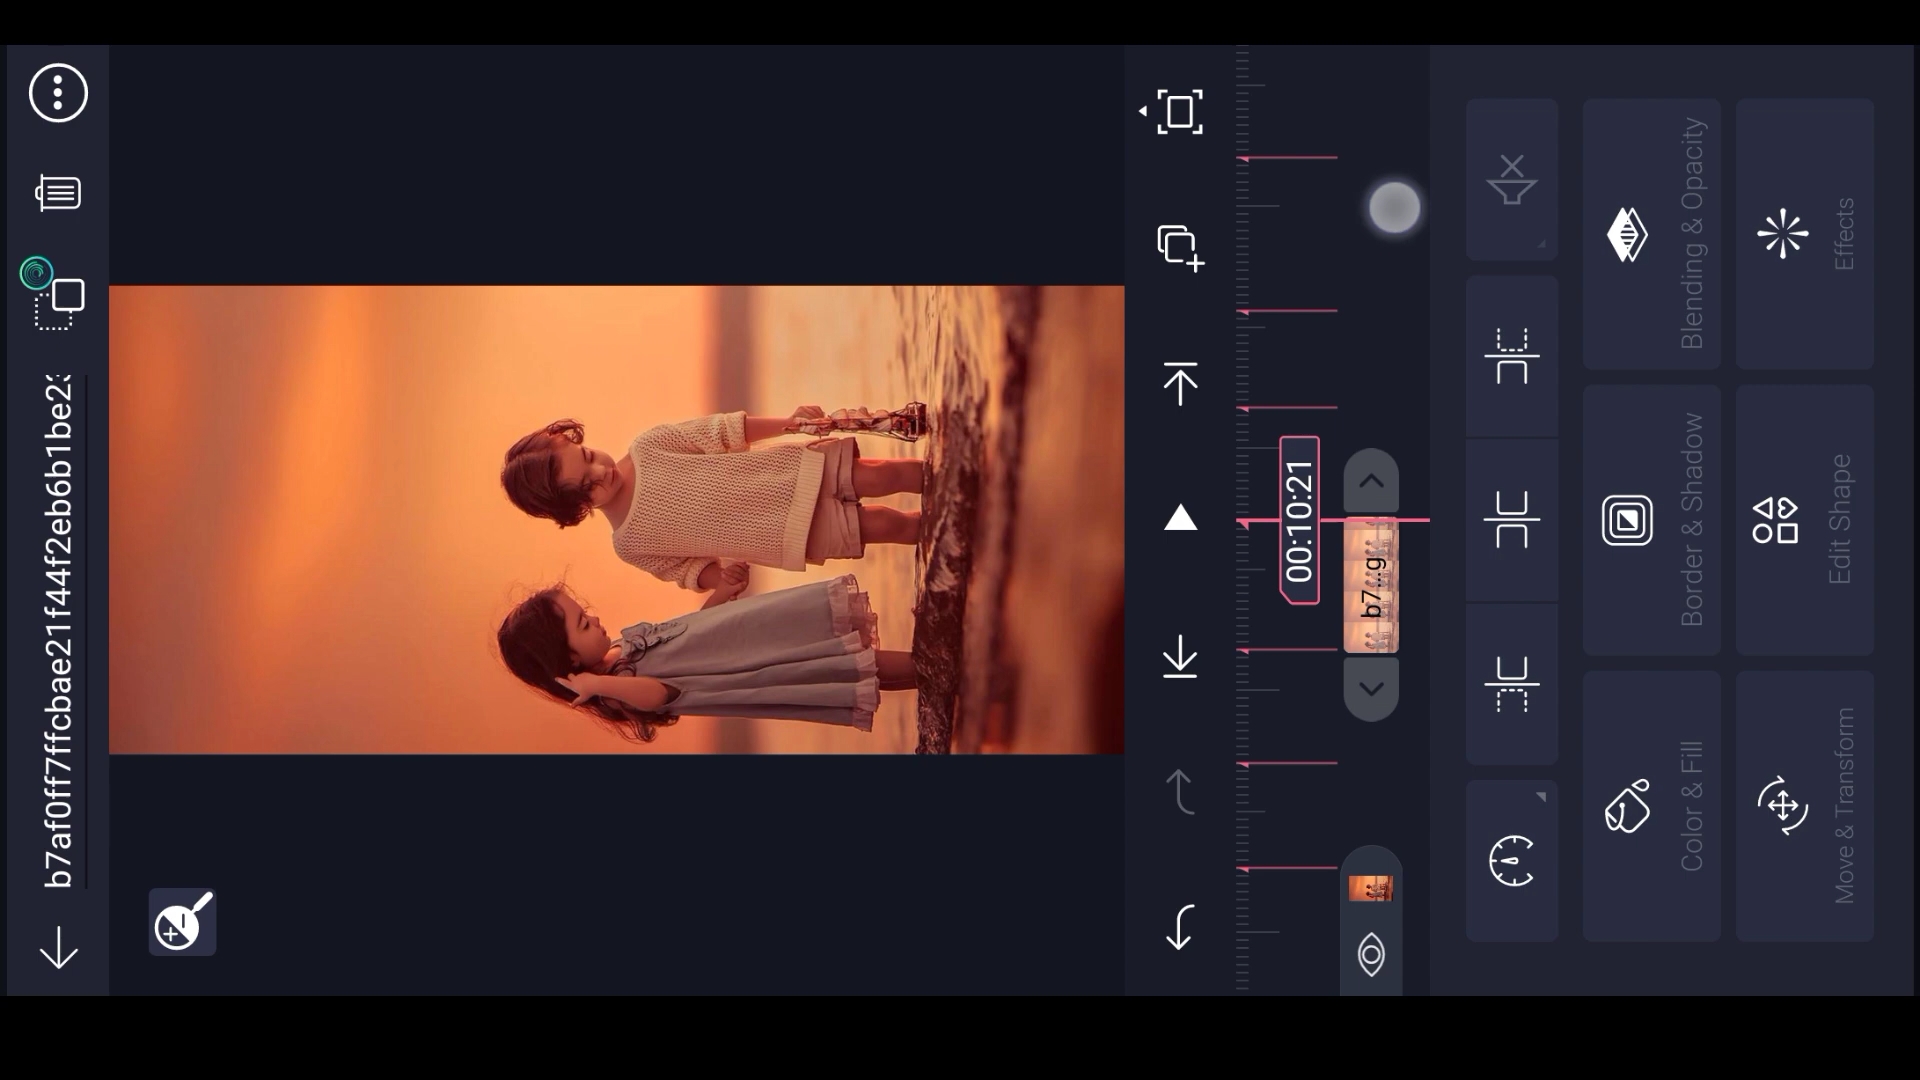 b7af0ff7ffcbae21f44f2eb6b1be2
00:10:21
b7...g
Color & Fill
Border & Shadow
Blending & Opacity
Move & Transform
Edit Shape
Effects